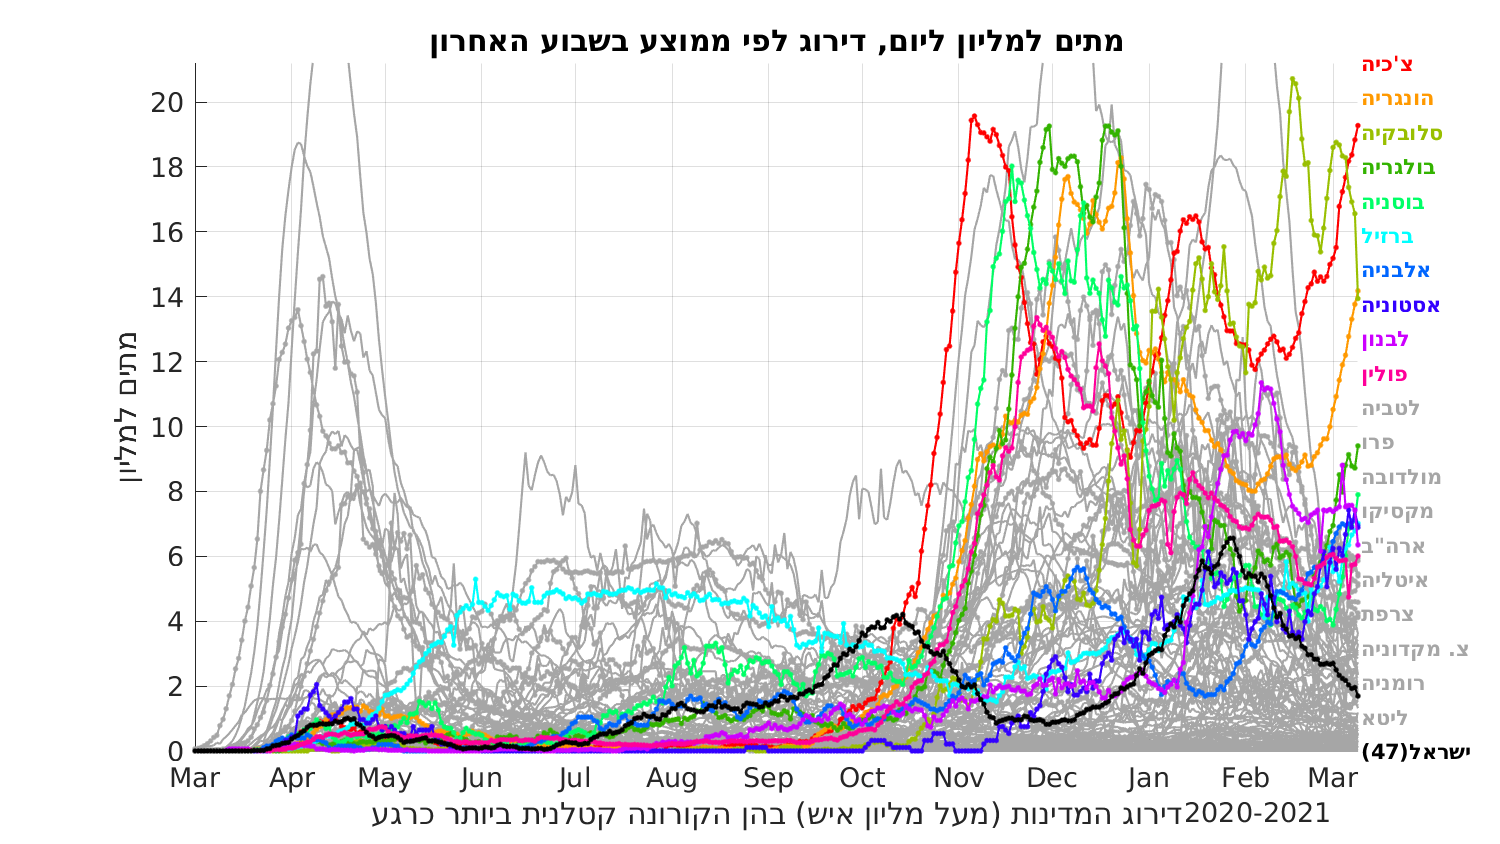 מתים למליון ליום, דירוג לפי ממוצע בשבוע האחרון
מתים למליון
20
18
16
14
12
10
8
6
4
2
0
Mar Apr May Jun Jul Aug Sep Oct Nov Dec Jan Feb Mar
דירוג המדינות (מעל מליון איש) בהן הקורונה קטלנית ביותר כרגע2020-2021
צ'כיה
הונגריה
סלובקיה
בולגריה
בוסניה
ברזיל
אלבניה
אסטוניה
לבנון
פולין
לטביה
פרו
מולדובה
מקסיקו
ארה"ב
איטליה
צרפת
צ. מקדוניה
רומניה
ליטא
ישראל(47)